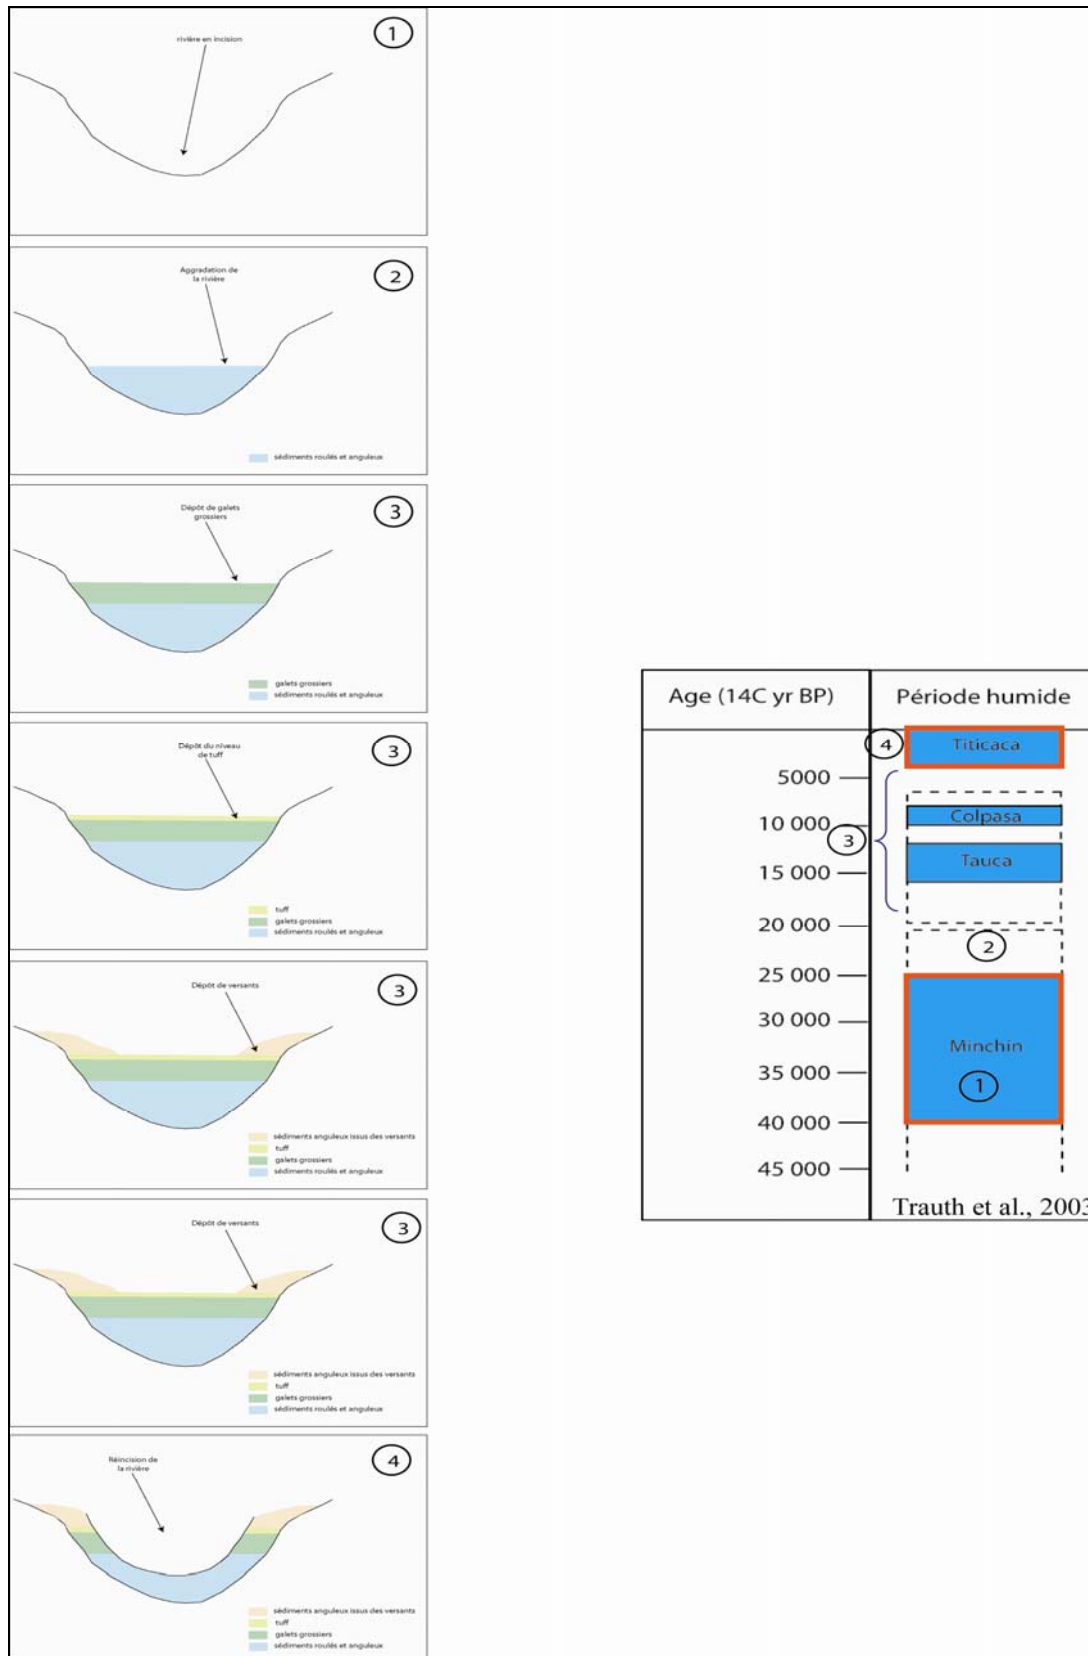 1
rivière en incision
2
Aggradation de
la rivière
sédiments roulés et anguleux
3
Dépôt de galets
grossiers
galets grossiers
sédiments roulés et anguleux
3
Dépôt du niveau
de tuff
tuff
galets grossiers
sédiments roulés et anguleux
3
Dépôt de versants
sédiments anguleux issus des versants
tuff
galets grossiers
sédiments roulés et anguleux
3
Dépôt de versants
sédiments anguleux issus des versants
tuff
galets grossiers
sédiments roulés et anguleux
4
Réincision de
la rivière
sédiments anguleux issus des versants
tuff
galets grossiers
sédiments roulés et anguleux
Age (14C yr BP) Période humide
4 Titicaca
5000
Colpasa
10 000
3
Tauca
15 000
20 000
2
25 000
30 000
Minchin
35 000
1
40 000
45 000
Trauth et al., 2003